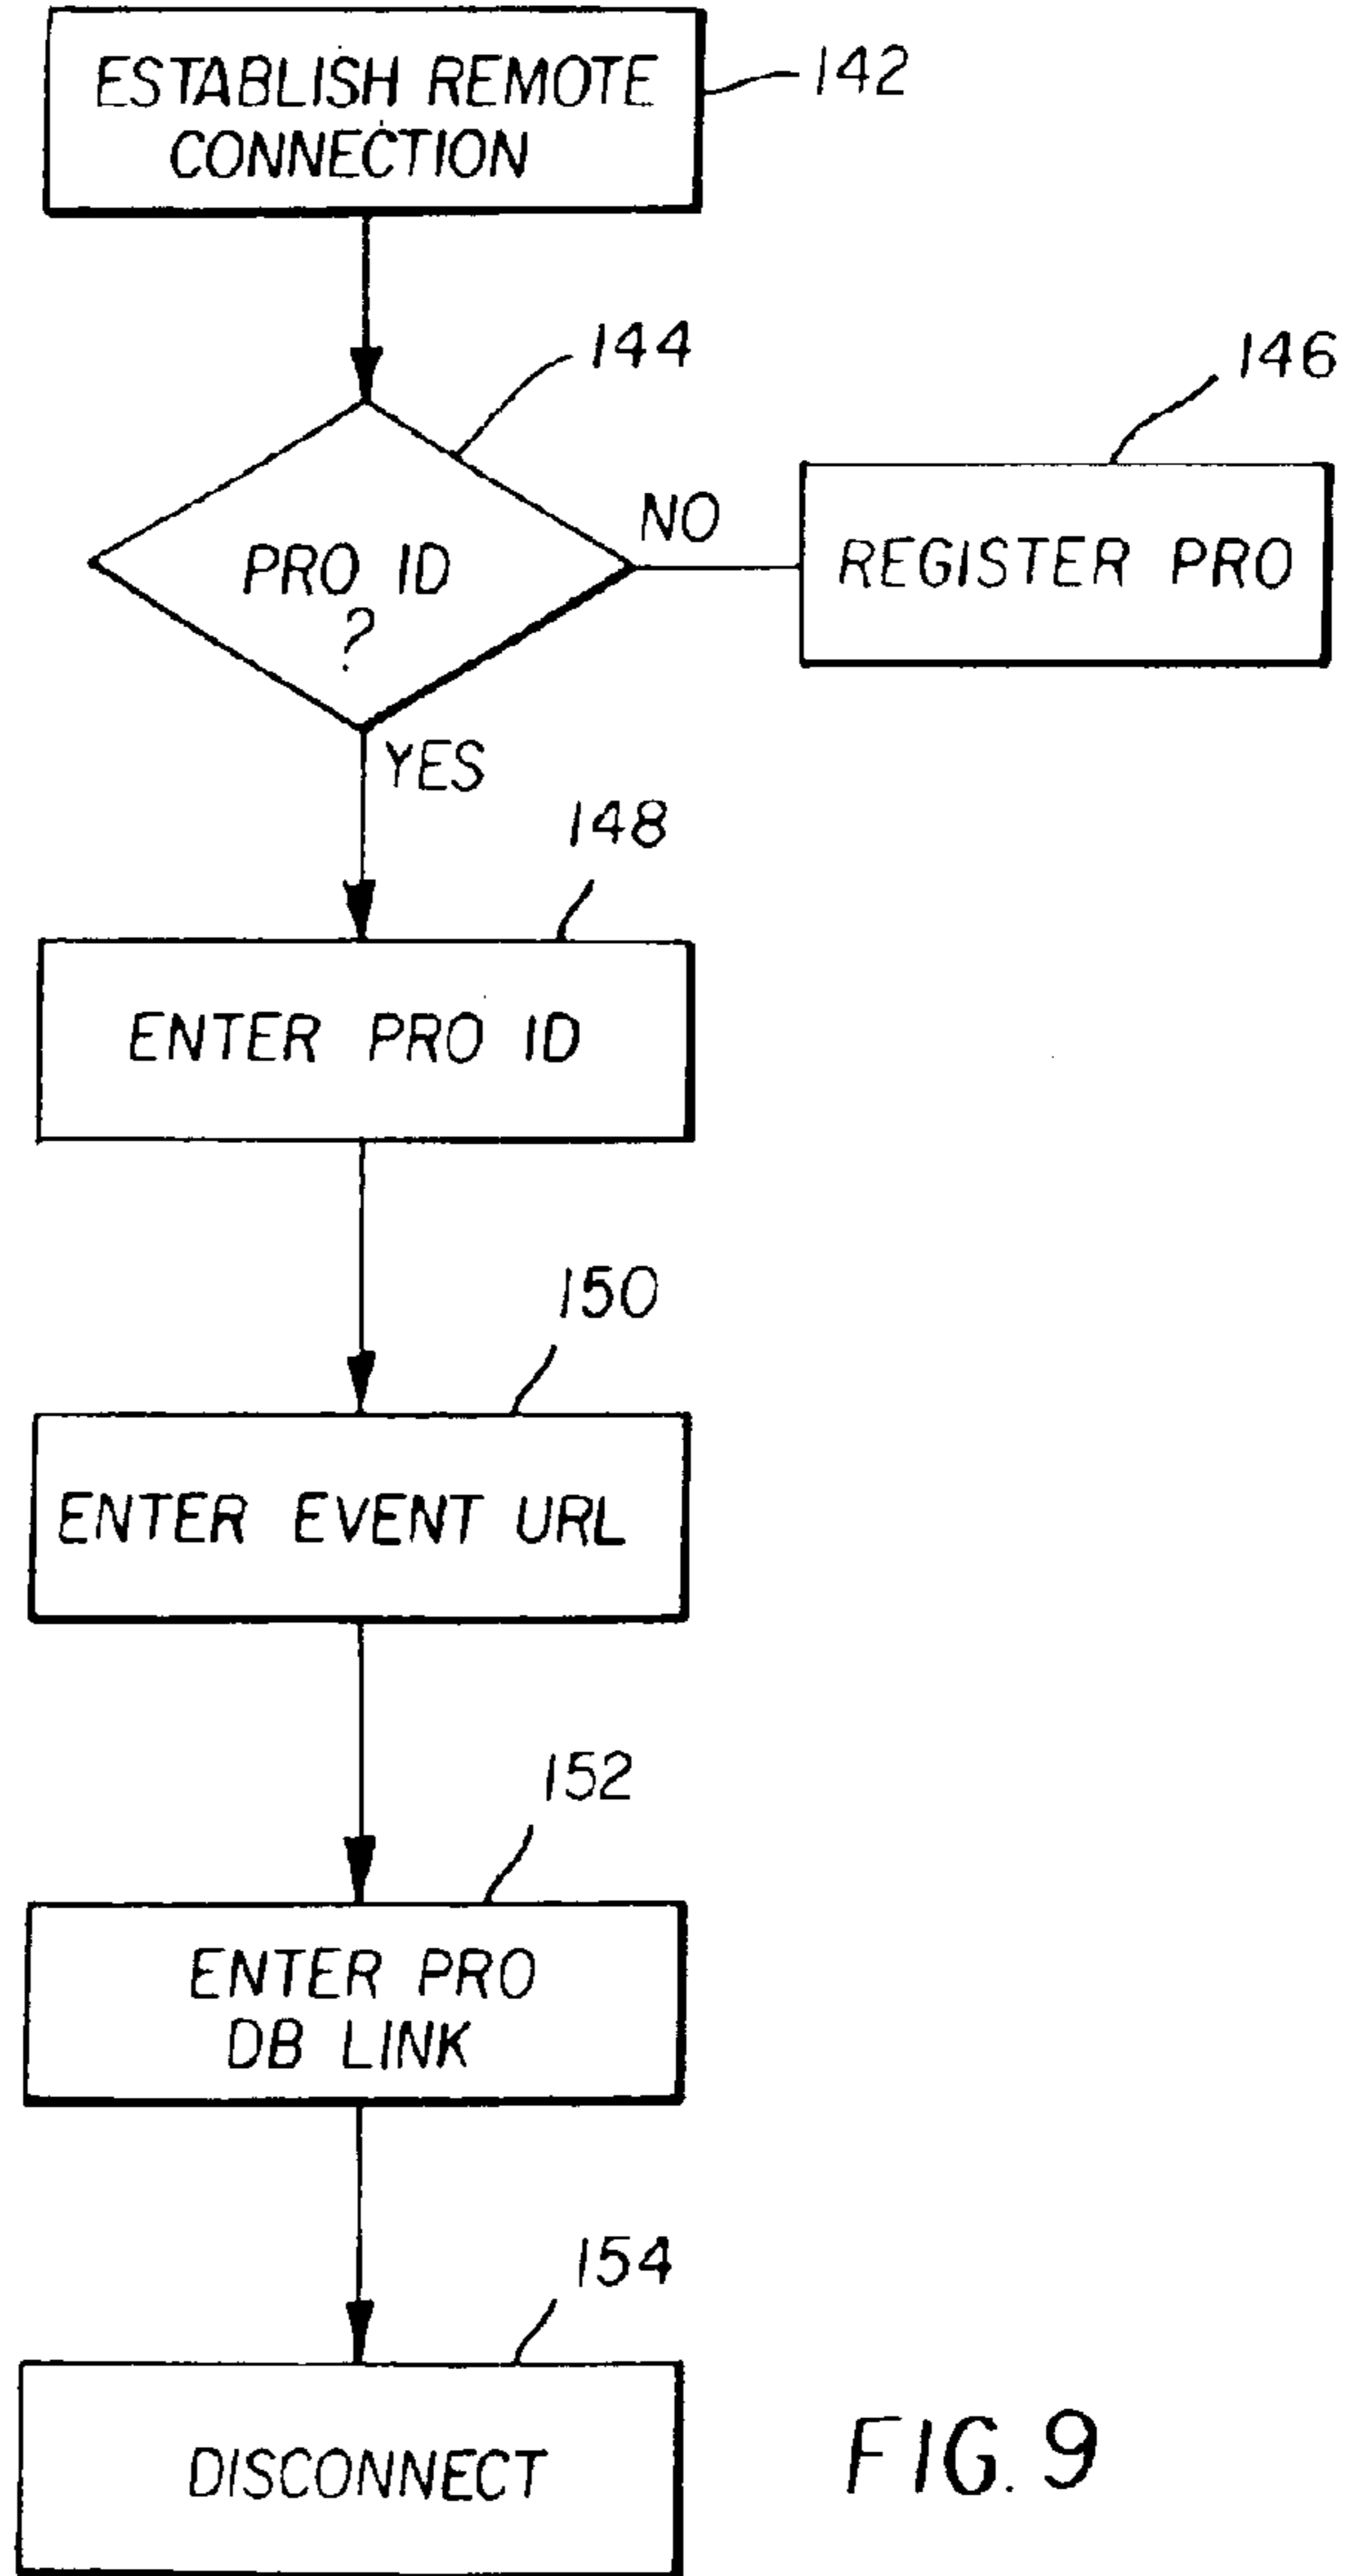 ESTABLISH REMOTE
CONNECTION
142
144
146
PRO ID
?
NO
REGISTER PRO
YES
148
ENTER PRO ID
150
ENTER EVENT URL
152
ENTER PRO
DB LINK
154
DISCONNECT
FIG. 9